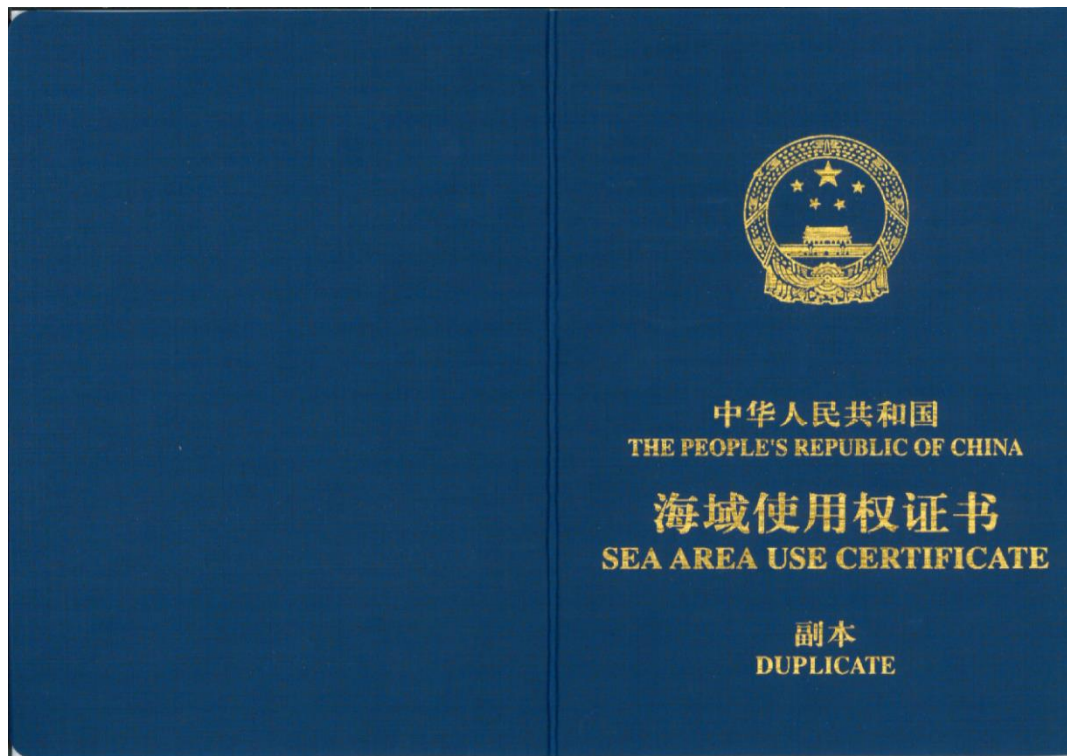 中华人民共和国
THE PEOPLE'S REPUBLIC OF CHINA
海域使用权证书
SEA AREA USE CERTIFICATE
副本
DUPLICATE